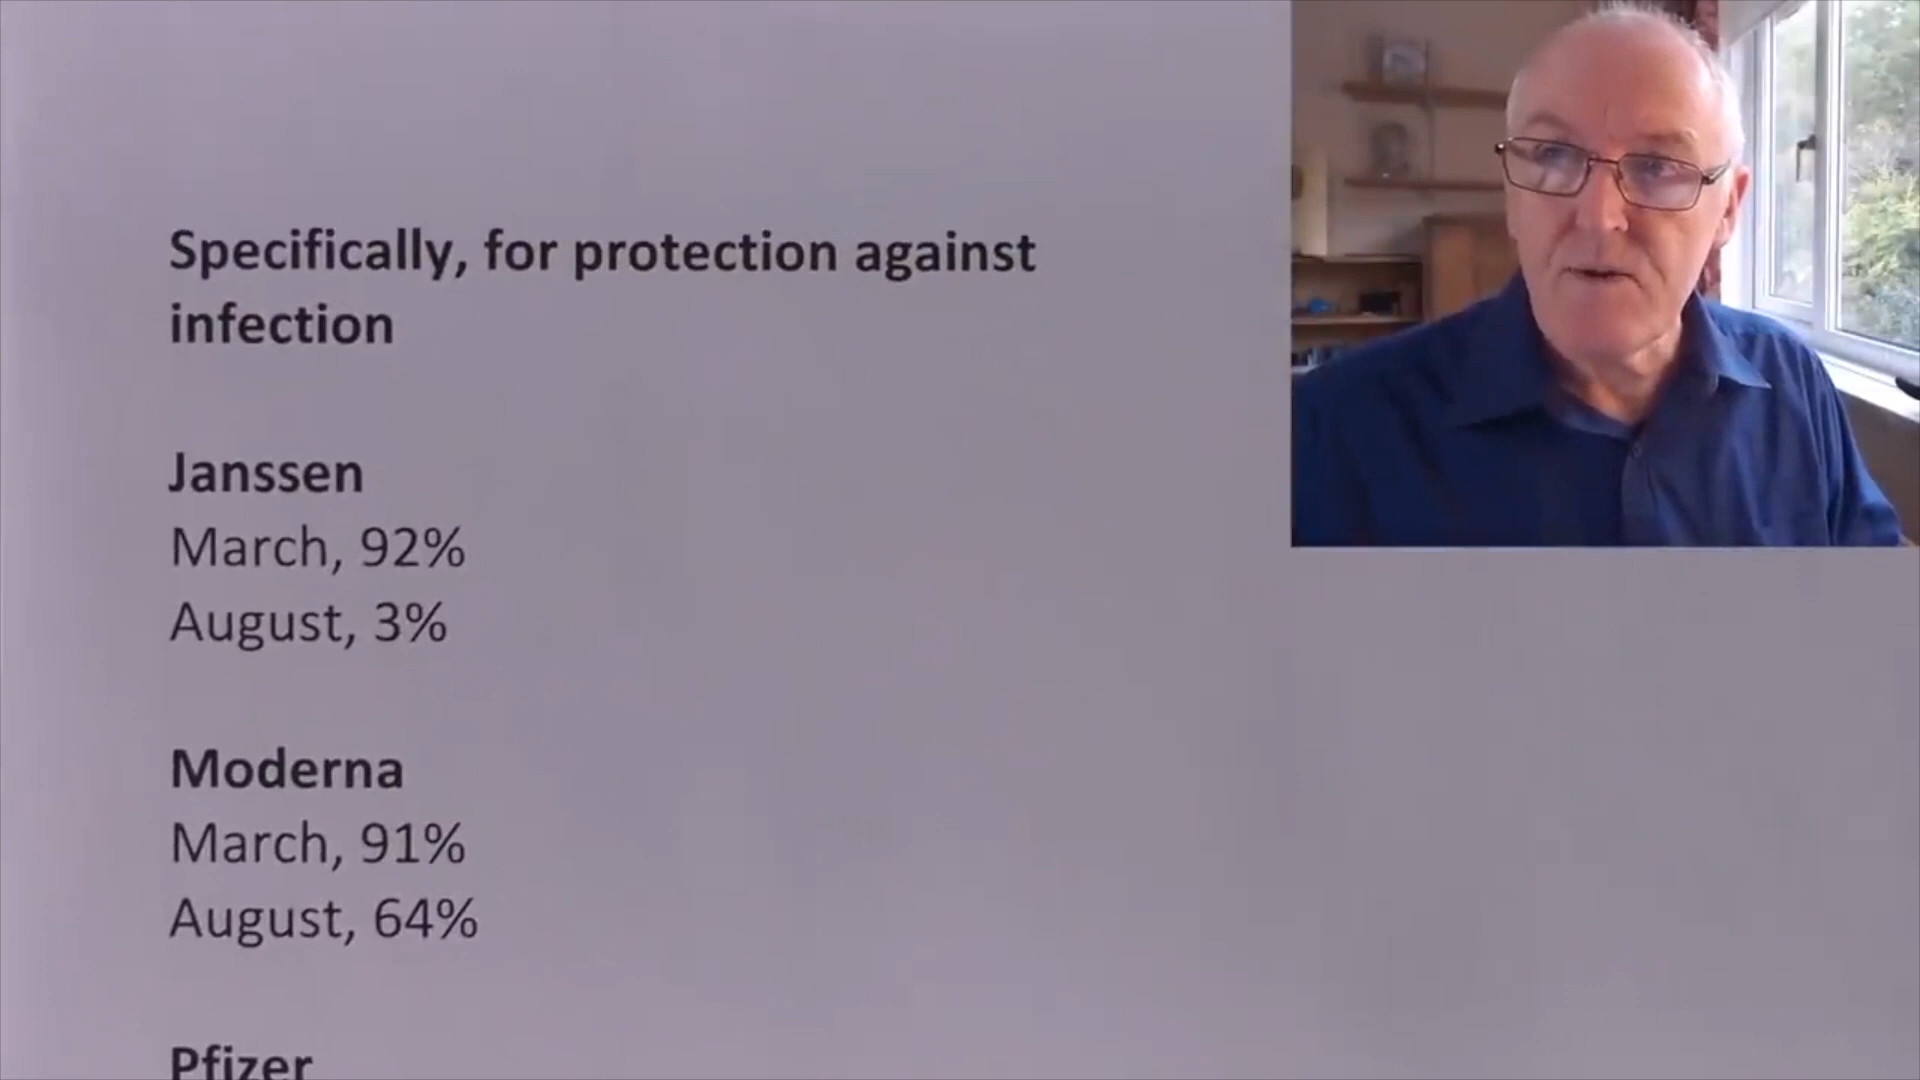 Specifically, for protection against
infection
Janssen
March, 92%
August, 3%
Moderna
March, 91%
August, 64%
Pfizer